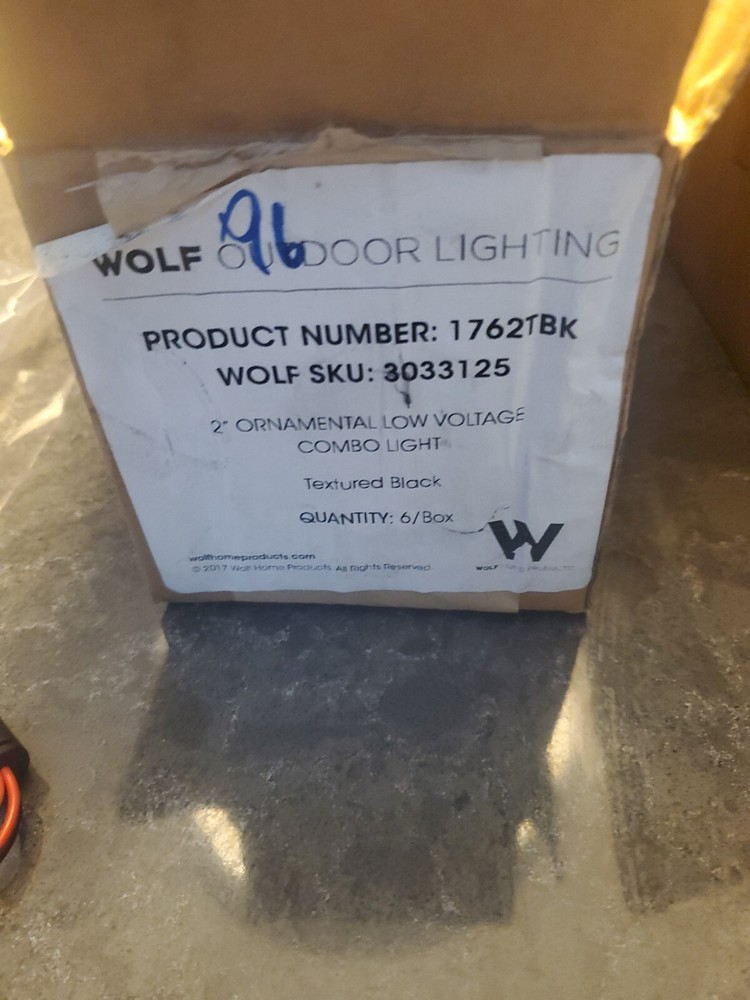 96
WOLF OUTDOOR LIGHTING
PRODUCT NUMBER: 1762TBK
WOLF SKU: 3033125
2" ORNAMENTAL LOW VOLTAGE
COMBO LIGHT
Textured Black
QUANTITY: 6/Box
wolfhomeproducts.com
© 2017 Wolf Home Products All Rights Reserved
WOLF